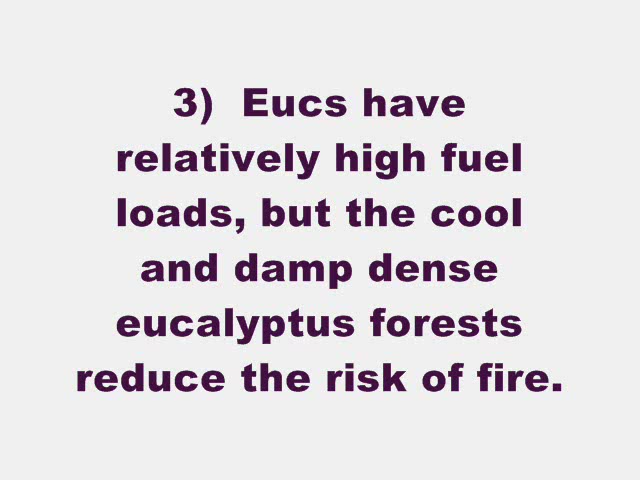 3)  Eucs have
relatively high fuel
loads, but the cool
and damp dense
eucalyptus forests
reduce the risk of fire.